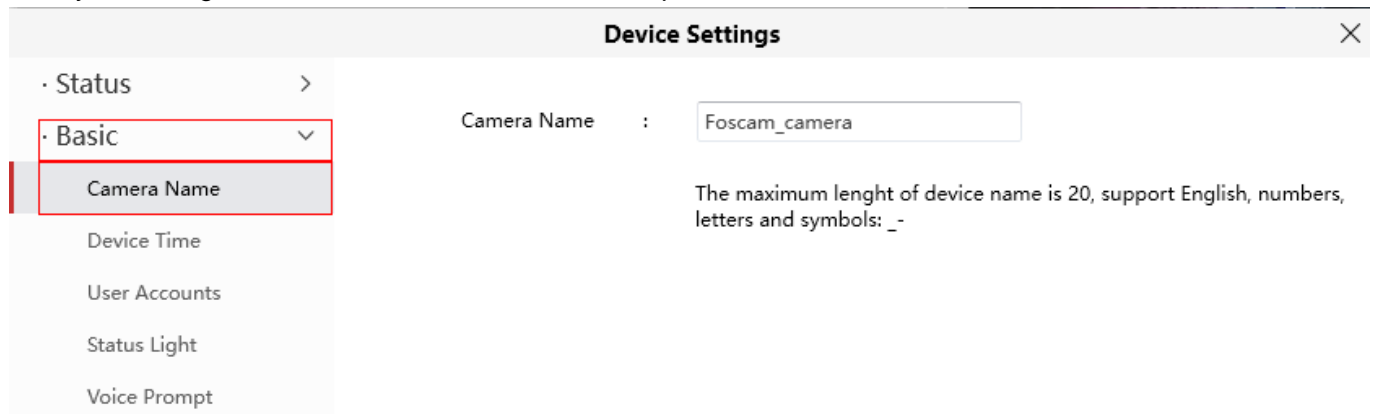 Device Settings
· Status
· Basic
Camera Name
Device Time
User Accounts
Status Light
Voice Prompt
Camera Name : Foscam_camera
The maximum lenght of device name is 20, support English, numbers,
letters and symbols: _-